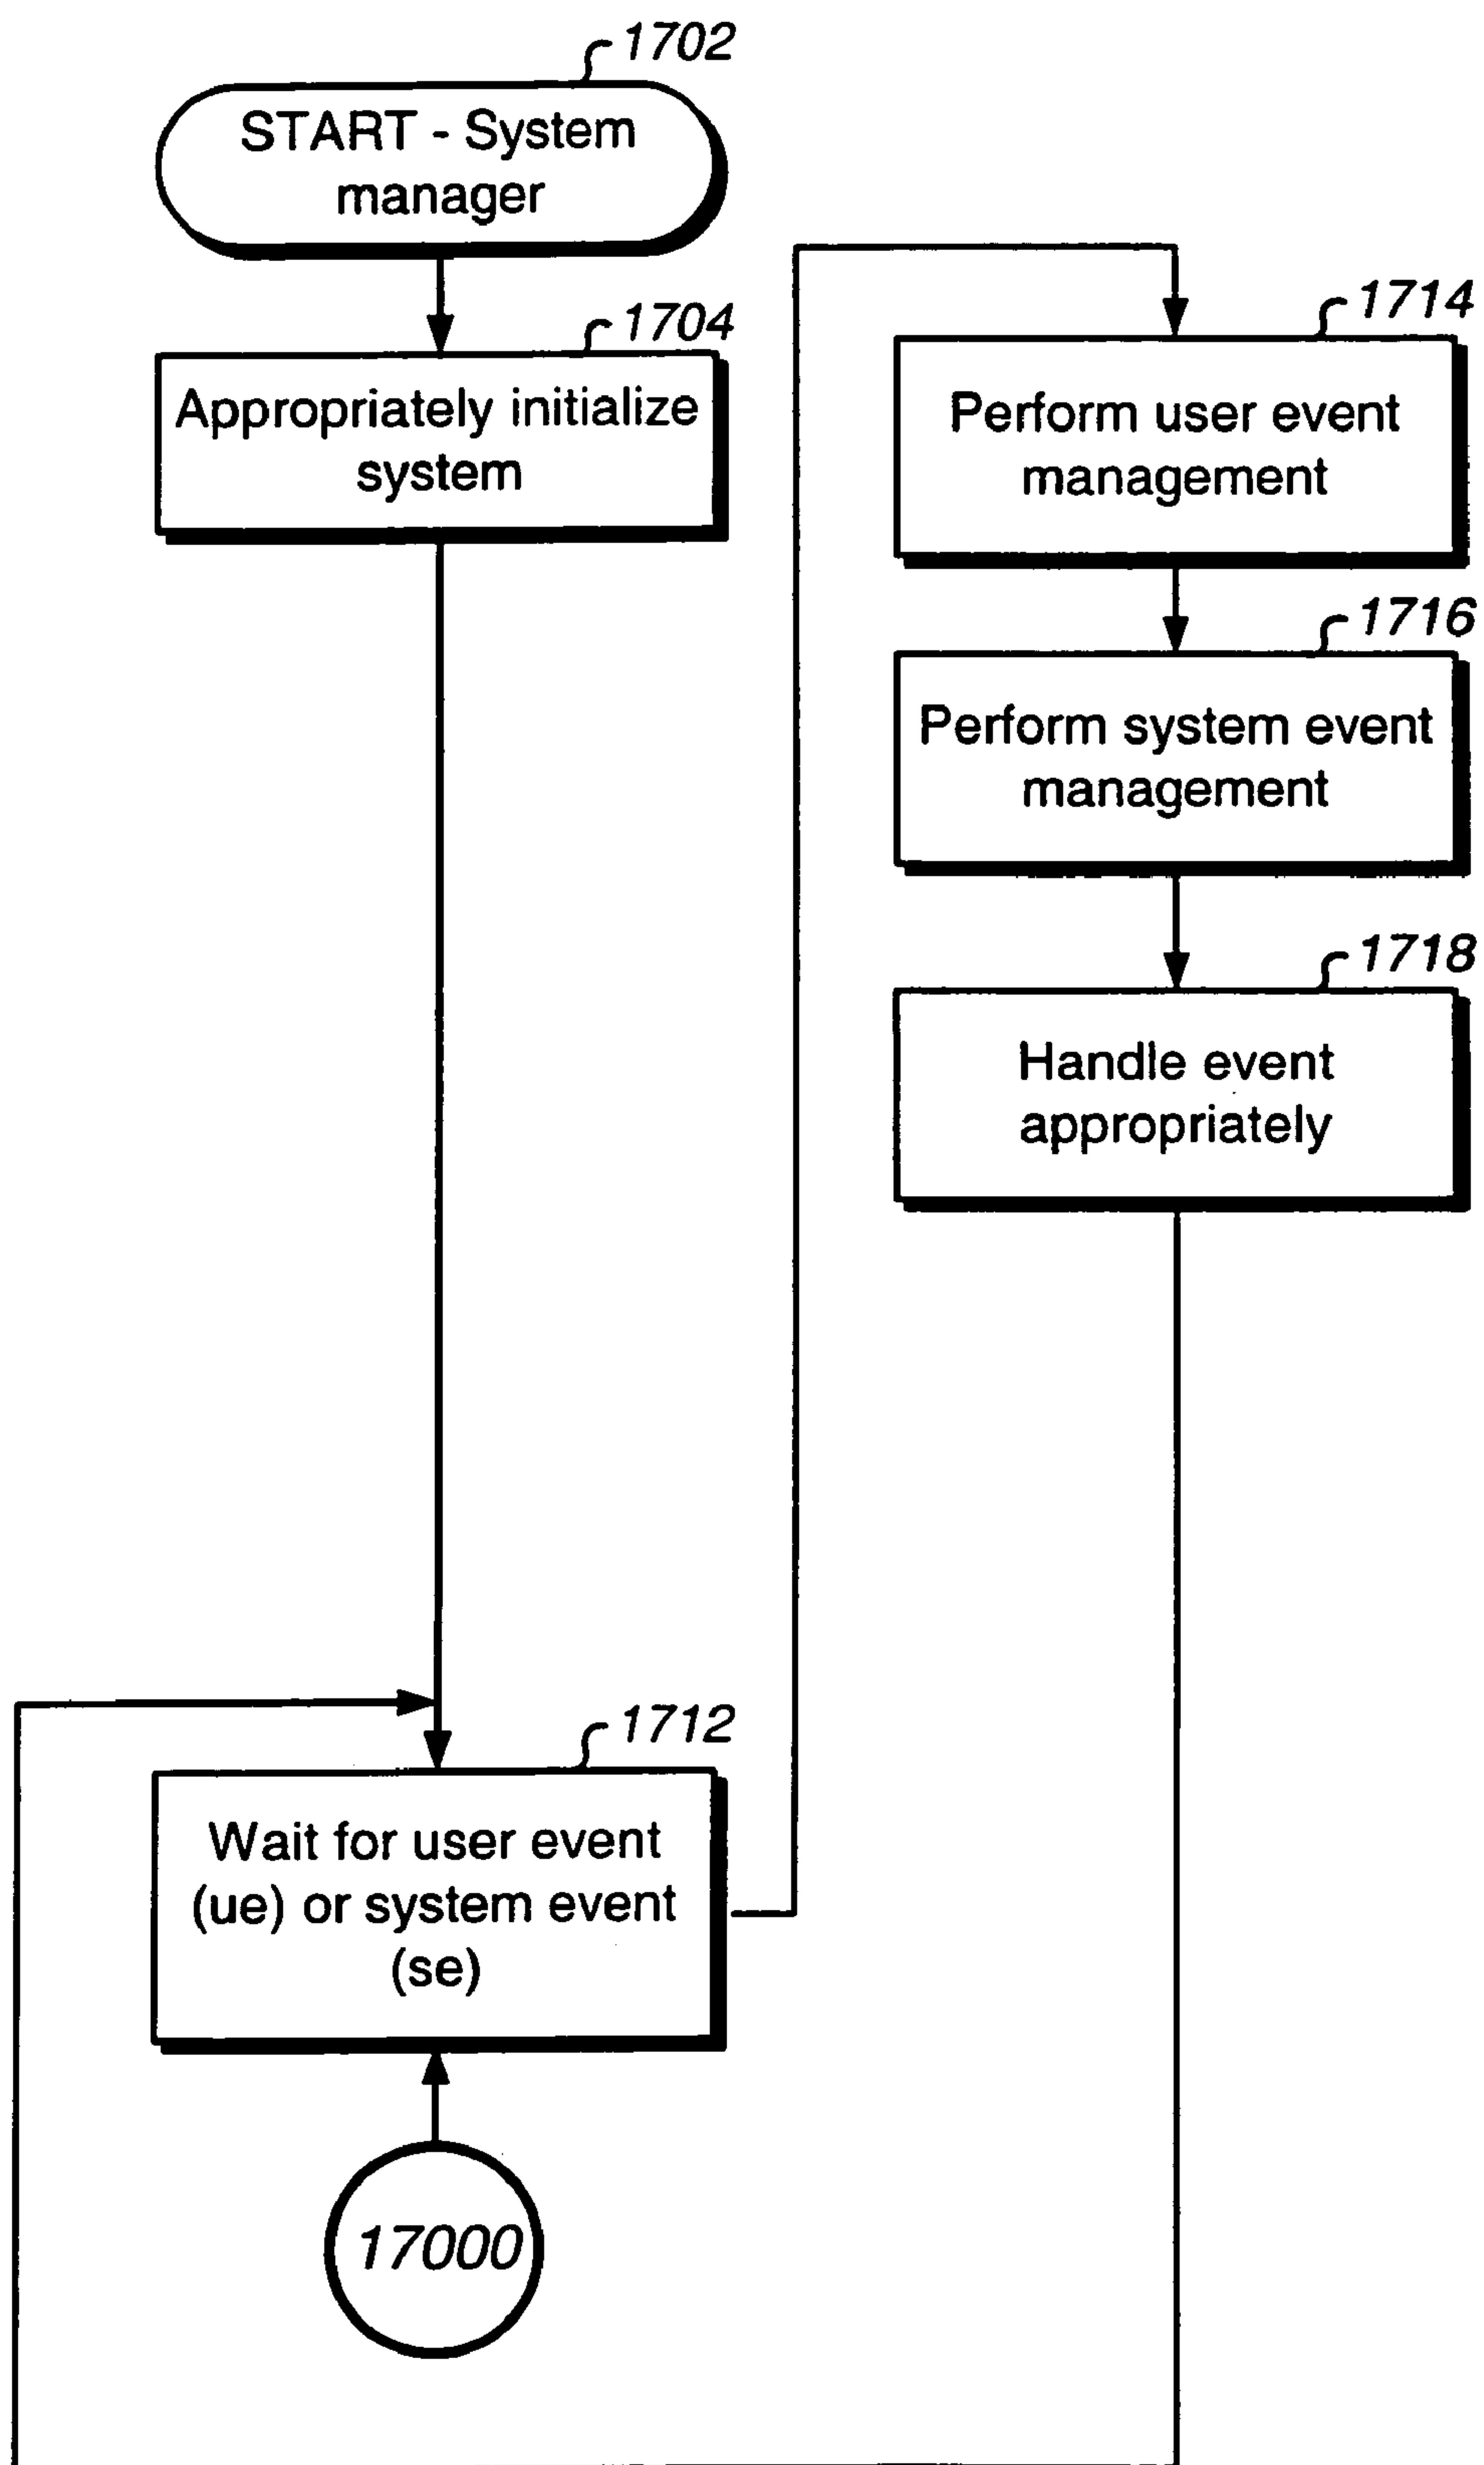 1702
START - System
manager
1704
Appropriately initialize
system
1712
Wait for user event
(ue) or system event
(se)
17000
1714
Perform user event
management
1716
Perform system event
management
1718
Handle event
appropriately